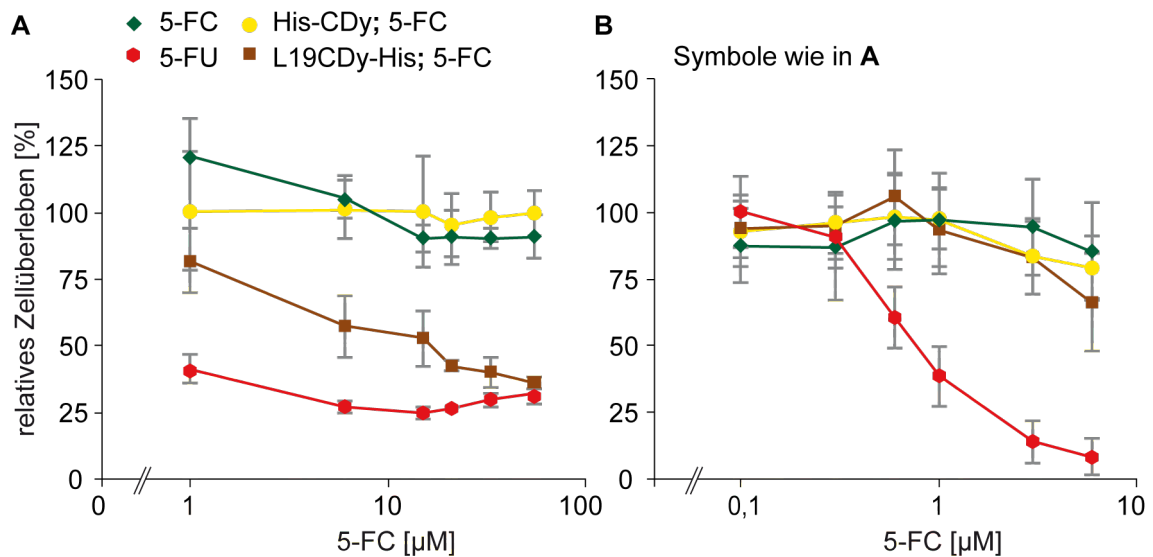 A
5-FC
His-CDy; 5-FC
5-FU
L19CDy-His; 5-FC
B
Symbole wie in A
relatives Zellüberleben [%]
150
125
100
75
50
25
0
0
1
10
100
5-FC [µM]
150
125
100
75
50
25
0
0,1
1
10
5-FC [µM]